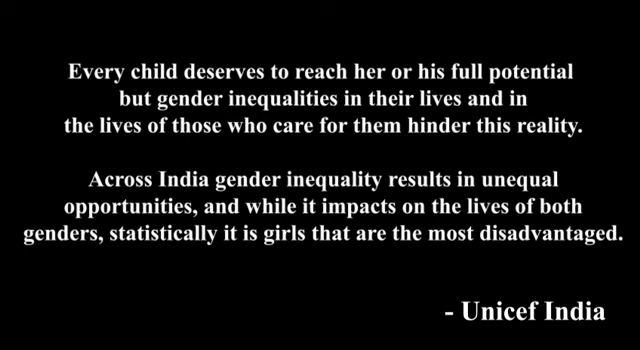 Every child deserves to reach her or his full potential
but gender inequalities in their lives and in
the lives of those who care for them hinder this reality.
Across India gender inequality results in unequal
opportunities, and while it impacts on the lives of both
genders, statistically it is girls that are the most disadvantaged.
- Unicef India